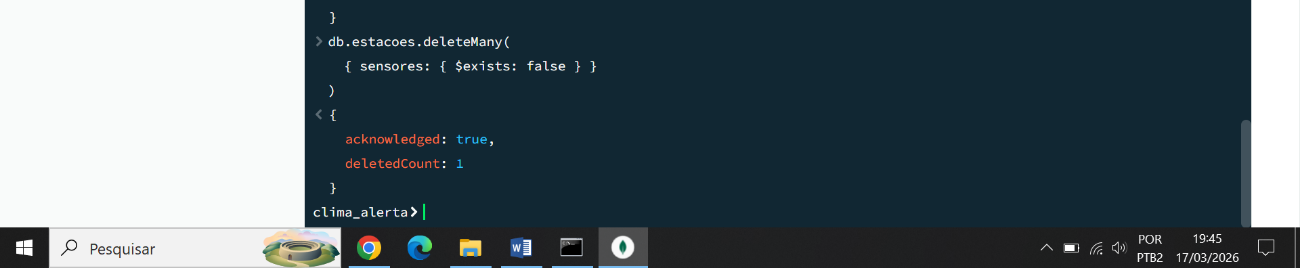 }
> db.estacoes.deleteMany(
{ sensores: { $exists: false } }
)
< {
acknowledged: true,
deletedCount: 1
}
clima_alerta>
Pesquisar
POR
PTB2
19:45
17/03/2026